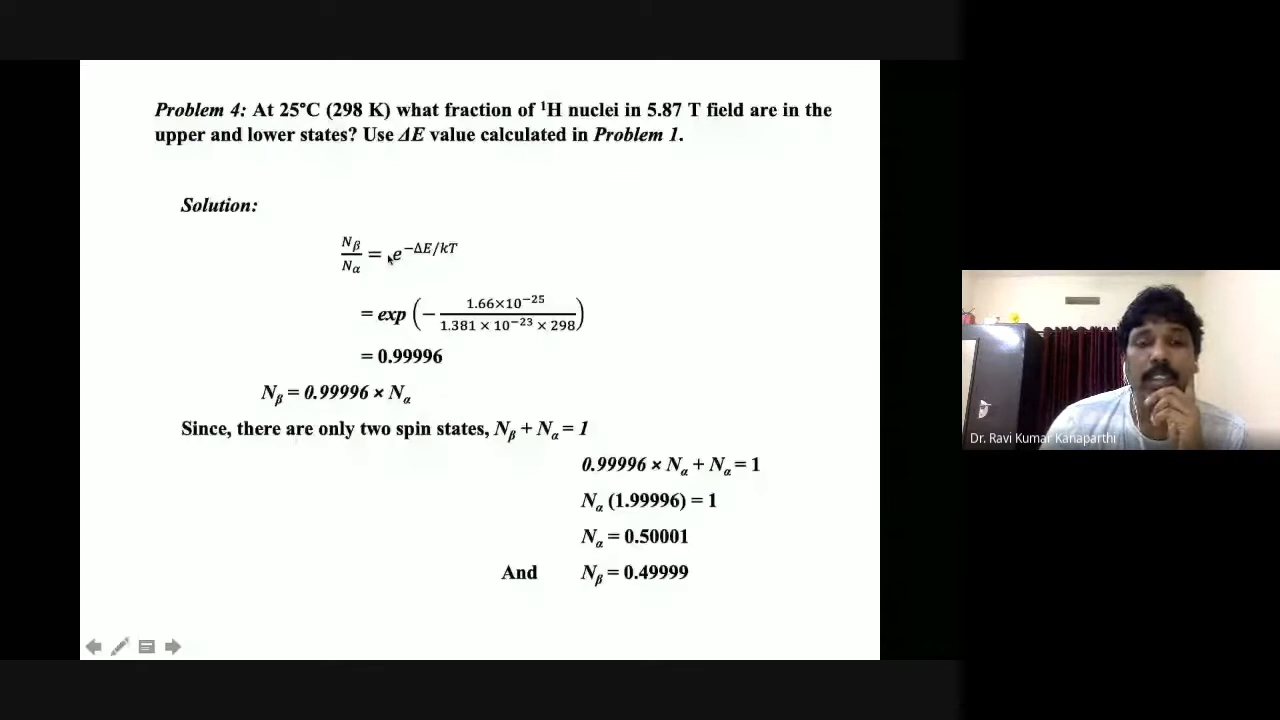 Problem 4: At 25°C (298 K) what fraction of ¹H nuclei in 5.87 T field are in the
upper and lower states? Use ΔE value calculated in Problem 1.
Solution:
Nβ/Nα = e^(−ΔE/kT)
= exp (− 1.66×10⁻²⁵ / 1.381 × 10⁻²³ × 298)
= 0.99996
Nβ = 0.99996 × Nα
Since, there are only two spin states, Nβ + Nα = 1
0.99996 × Nα + Nα = 1
Nα (1.99996) = 1
Nα = 0.50001
And Nβ = 0.49999
Dr. Ravi Kumar Kanaparthi